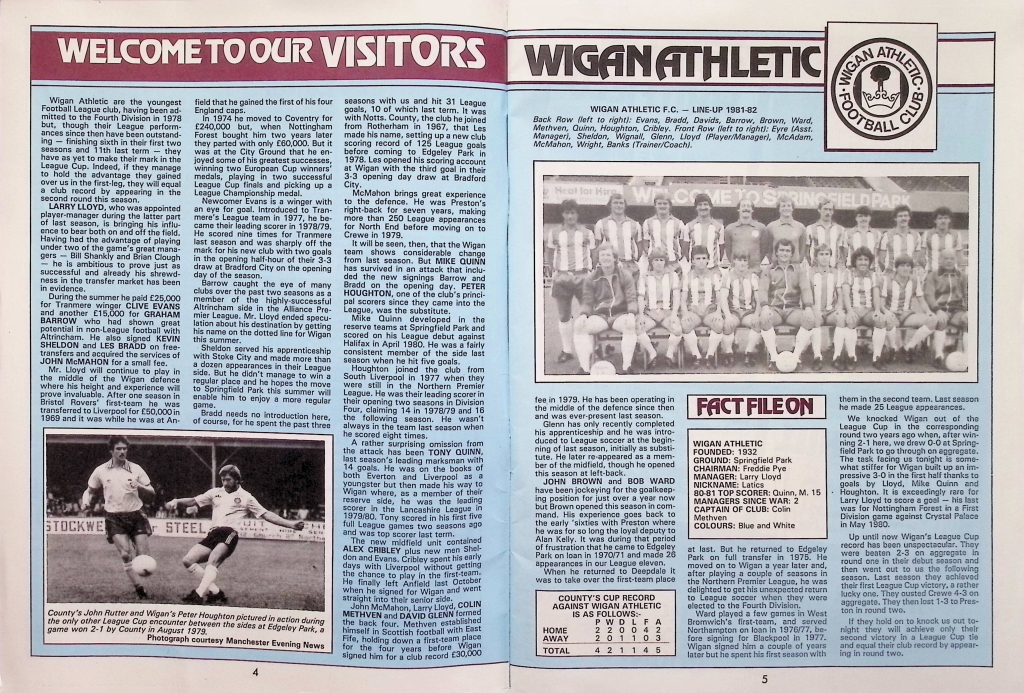 WELCOME TO OUR VISITORS
Wigan Athletic are the youngest
Football League club, having been ad-
mitted to the Fourth Division in 1978
but, though their League perform-
ances since then have been outstand-
ing — finishing sixth in their first two
seasons and 11th last term — they
have as yet to make their mark in the
League Cup. Indeed, if they manage
to hold the advantage they gained
over us in the first-leg, they will equal
a club record by appearing in the
second round this season.
LARRY LLOYD, who was appointed
player-manager during the latter part
of last season, is bringing his influ-
ence to bear both on and off the field.
Having had the advantage of playing
under two of the game's great mana-
gers — Bill Shankly and Brian Clough
— he is ambitious to prove just as
successful and already his shrewd-
ness in the transfer market has been
in evidence.
During the summer he paid £25,000
for Tranmere winger CLIVE EVANS
and another £15,000 for GRAHAM
BARROW who had shown great
potential in non-League football with
Altrincham. He also signed KEVIN
SHELDON and LES BRADD on free-
transfers and acquired the services of
JOHN McMAHON for a small fee.
Mr. Lloyd will continue to play in
the middle of the Wigan defence
where his height and experience will
prove invaluable. After one season in
Bristol Rovers' first-team he was
transferred to Liverpool for £50,000 in
1969 and it was while he was at An-
field that he gained the first of his four
England caps.
In 1974 he moved to Coventry for
£240,000 but, when Nottingham
Forest bought him two years later
they parted with only £60,000. But it
was at the City Ground that he en-
joyed some of his greatest successes,
winning two European Cup winners'
medals, playing in two successful
League Cup finals and picking up a
League Championship medal.
Newcomer Evans is a winger with
an eye for goal. Introduced to Tran-
mere's League team in 1977, he be-
came their leading scorer in 1978/79.
He scored nine times for Tranmere
last season and was sharply off the
mark for his new club with two goals
in the opening half-hour of their 3-3
draw at Bradford City on the opening
day of the season.
Barrow caught the eye of many
clubs over the past two seasons as a
member of the highly-successful
Altrincham side in the Alliance Pre-
mier League. Mr. Lloyd ended specu-
lation about his destination by getting
his name on the dotted line for Wigan
this summer.
Sheldon served his apprenticeship
with Stoke City and made more than
a dozen appearances in their League
side. But he didn't manage to win a
regular place and he hopes the move
to Springfield Park this summer will
enable him to enjoy a more regular
game.
Bradd needs no introduction here,
of course, for he spent the past three
seasons with us and hit 31 League
goals, 10 of which last term. It was
with Notts. County, the club he joined
from Rotherham in 1967, that Les
made his name, setting up a new club
scoring record of 125 League goals
before coming to Edgeley Park in
1978. Les opened his scoring account
at Wigan with the third goal in their
3-3 opening day draw at Bradford
City.
McMahon brings great experience
to the defence. He was Preston's
right-back for seven years, making
more than 250 League appearances
for North End before moving on to
Crewe in 1979.
It will be seen, then, that the Wigan
team shows considerable change
from last season. But MIKE QUINN
has survived in an attack that inclu-
ded the new signings Barrow and
Bradd on the opening day. PETER
HOUGHTON, one of the club's princi-
pal scorers since they came into the
League, was the substitute.
Mike Quinn developed in the
reserve teams at Springfield Park and
scored on his League debut against
Halifax in April 1980. He was a fairly
consistent member of the side last
season when he hit five goals.
Houghton joined the club from
South Liverpool in 1977 when they
were still in the Northern Premier
League. He was their leading scorer in
their opening two seasons in Division
Four, claiming 14 in 1978/79 and 16
the following season. He wasn't
always in the team last season when
he scored eight times.
A rather surprising omission from
the attack has been TONY QUINN,
last season's leading marksman with
14 goals. He was on the books of
both Everton and Liverpool as a
youngster but then made his way to
Wigan where, as a member of their
reserve side, he was the leading
scorer in the Lancashire League in
1979/80. Tony scored in his first five
full League games two seasons ago
and was top scorer last term.
The new midfield unit contained
ALEX CRIBLEY plus new men Shel-
don and Evans. Cribley spent his early
days with Liverpool without getting
the chance to play in the first-team.
He finally left Anfield last October
when he signed for Wigan and went
straight into their senior side.
John McMahon, Larry Lloyd, COLIN
METHVEN and DAVID GLENN formed
the back four. Methven established
himself in Scottish football with East
Fife, holding down a first-team place
for the four years before Wigan
signed him for a club record £30,000
STOCKWE
STEEL
County's John Rutter and Wigan's Peter Houghton pictured in action during
the only other League Cup encounter between the sides at Edgeley Park, a
game won 2-1 by County in August 1979.
Photograph courtesy Manchester Evening News
4
WIGAN ATHLETIC
WIGAN ATHLETIC
FOOTBALL CLUB
WIGAN ATHLETIC F.C. — LINE-UP 1981-82
Back Row (left to right): Evans, Bradd, Davids, Barrow, Brown, Ward,
Methven, Quinn, Houghton, Cribley. Front Row (left to right): Eyre (Asst.
Manager), Sheldon, Wignall, Glenn, Lloyd (Player/Manager), McAdam,
McMahon, Wright, Banks (Trainer/Coach).
Heat for Hire
WELCOME TO SPRINGFIELD PARK
fee in 1979. He has been operating in
the middle of the defence since then
and was ever-present last season.
Glenn has only recently completed
his apprenticeship and he was intro-
duced to League soccer at the begin-
ning of last season, initially as substi-
tute. He later re-appeared as a mem-
ber of the midfield, though he opened
this season at left-back.
JOHN BROWN and BOB WARD
have been jockeying for the goalkeep-
ing position for just over a year now
but Brown opened this season in com-
mand. His experience goes back to
the early 'sixties with Preston where
he was for so long the loyal deputy to
Alan Kelly. It was during that period
of frustration that he came to Edgeley
Park on loan in 1970/71 and made 26
appearances in our League eleven.
When he returned to Deepdale it
was to take over the first-team place
COUNTY'S CUP RECORD
AGAINST WIGAN ATHLETIC
IS AS FOLLOWS:-
P W D L F A
HOME 2 2 0 0 4 2
AWAY 2 0 1 1 0 3
TOTAL 4 2 1 1 4 5
FACT FILE ON
WIGAN ATHLETIC
FOUNDED: 1932
GROUND: Springfield Park
CHAIRMAN: Freddie Pye
MANAGER: Larry Lloyd
NICKNAME: Latics
80-81 TOP SCORER: Quinn, M. 15
MANAGERS SINCE WAR: 2
CAPTAIN OF CLUB: Colin
Methven
COLOURS: Blue and White
at last. But he returned to Edgeley
Park on full transfer in 1975. He
moved on to Wigan a year later and,
after playing a couple of seasons in
the Northern Premier League, he was
delighted to get his unexpected return
to League soccer when they were
elected to the Fourth Division.
Ward played a few games in West
Bromwich's first-team, and served
Northampton on loan in 1976/77, be-
fore signing for Blackpool in 1977.
Wigan signed him a couple of years
later but he spent his first season with
them in the second team. Last season
he made 25 League appearances.
We knocked Wigan out of the
League Cup in the corresponding
round two years ago when, after win-
ning 2-1 here, we drew 0-0 at Spring-
field Park to go through on aggregate.
The task facing us tonight is some-
what stiffer for Wigan built up an im-
pressive 3-0 in the first half thanks to
goals by Lloyd, Mike Quinn and
Houghton. It is exceedingly rare for
Larry Lloyd to score a goal — his last
was for Nottingham Forest in a First
Division game against Crystal Palace
in May 1980.
Up until now Wigan's League Cup
record has been unspectacular. They
were beaten 2-3 on aggregate in
round one in their debut season and
then went out to us the following
season. Last season they achieved
their first League Cup victory, a rather
lucky one. They ousted Crewe 4-3 on
aggregate. They then lost 1-3 to Pres-
ton in round two.
If they hold on to knock us out to-
night they will achieve only their
second victory in a League Cup tie
and equal their club record by appear-
ing in round two.
5